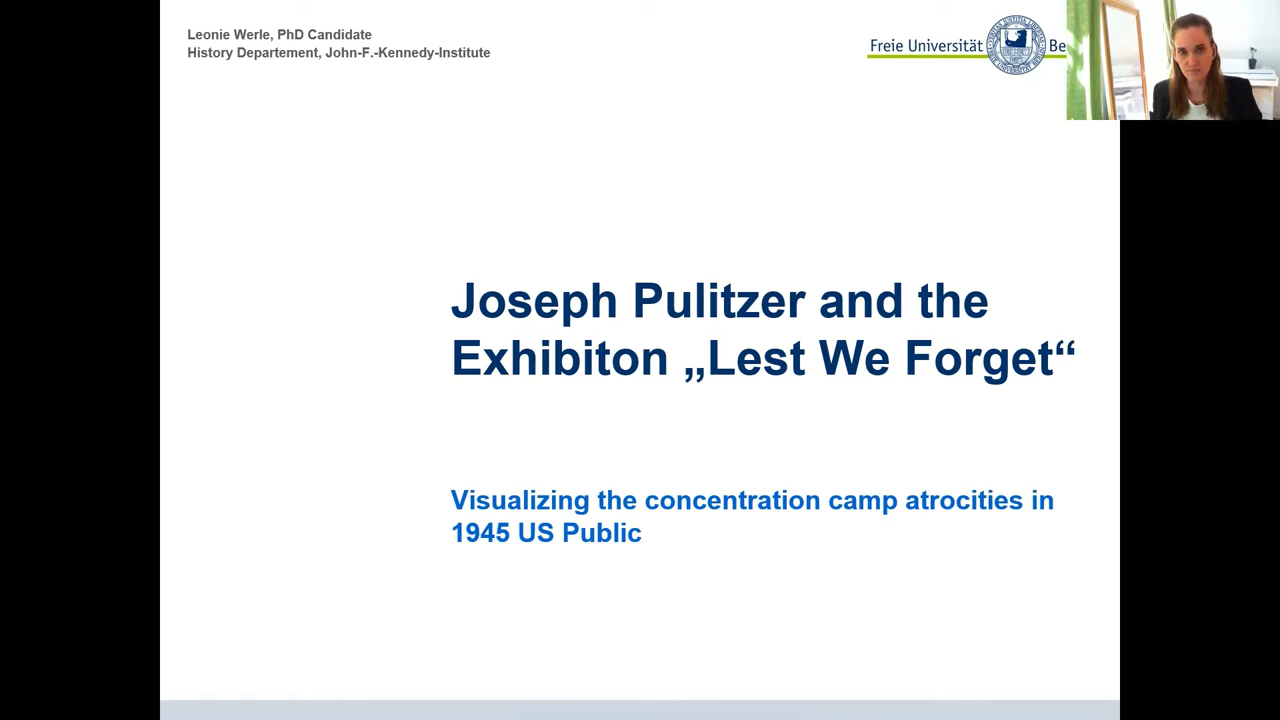 Leonie Werle, PhD Candidate
History Departement, John-F.-Kennedy-Institute
Freie Universität Be
Joseph Pulitzer and the
Exhibiton „Lest We Forget“
Visualizing the concentration camp atrocities in
1945 US Public